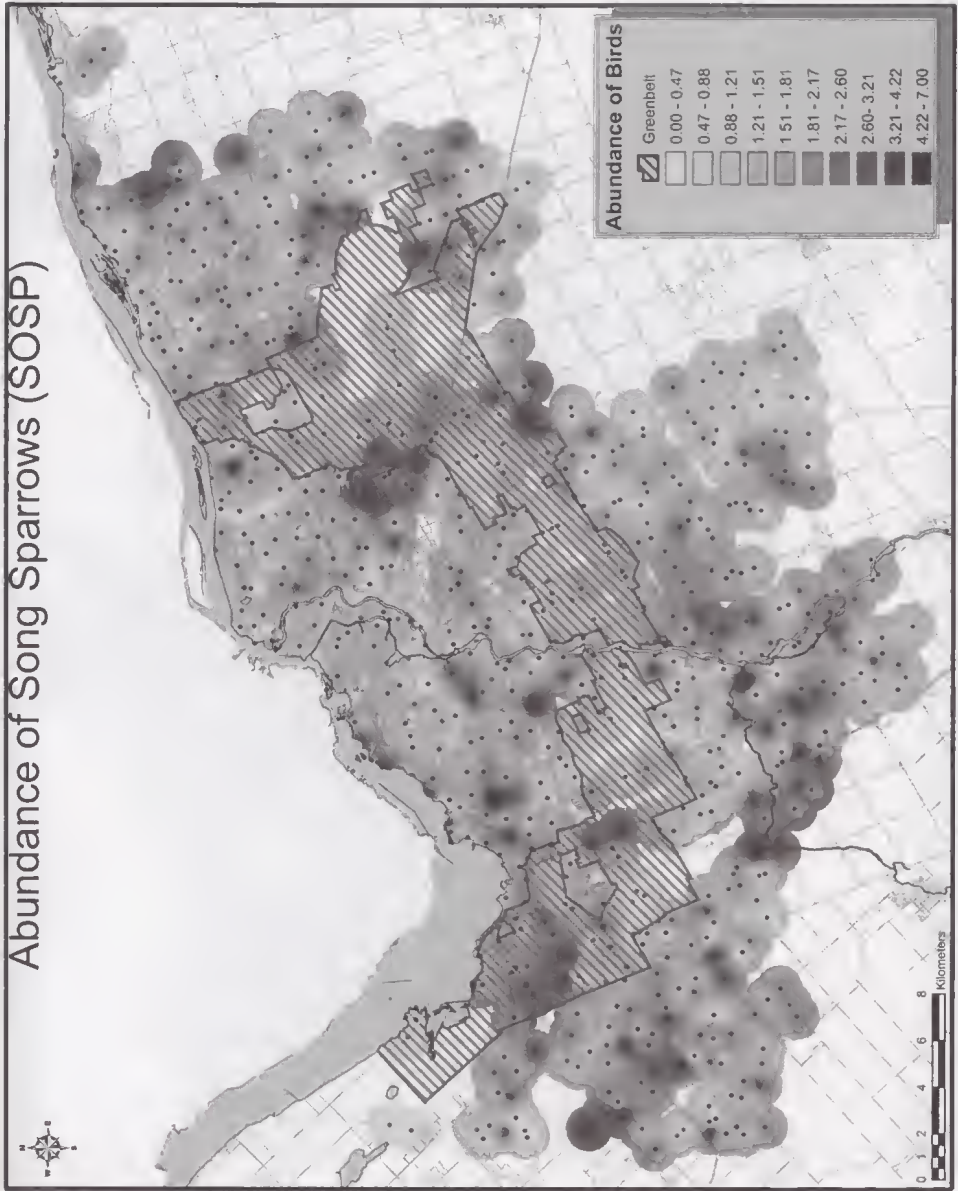 Abundance of Song Sparrows (SOSP)
N
W
E
S
Abundance of Birds
Greenbelt
0.00 - 0.47
0.47 - 0.88
0.88 - 1.21
1.21 - 1.51
1.51 - 1.81
1.81 - 2.17
2.17 - 2.60
2.60- 3.21
3.21 - 4.22
4.22 - 7.00
0 1 2 4 6 8
Kilometers